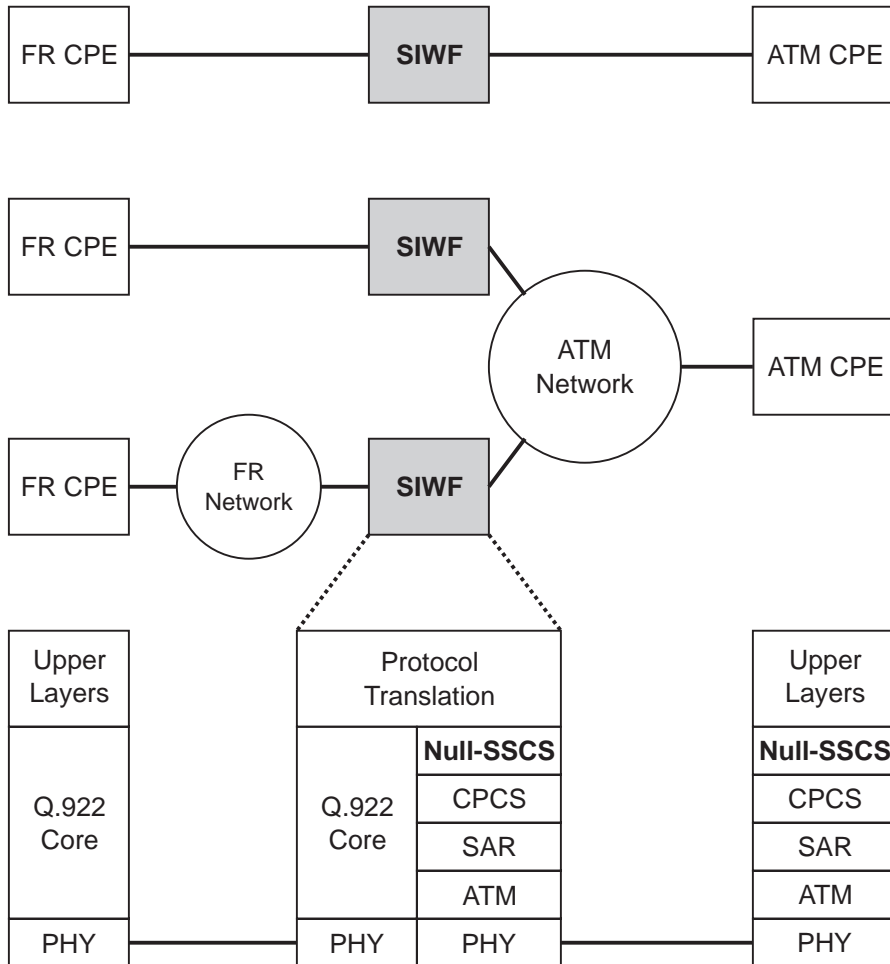 FR CPE
SIWF
ATM CPE
FR CPE
SIWF
ATM
Network
ATM CPE
FR CPE
FR
Network
SIWF
Upper
Layers
Protocol
Translation
Upper
Layers
Q.922
Core
Q.922
Core
Null-SSCS
CPCS
SAR
ATM
Null-SSCS
CPCS
SAR
ATM
PHY
PHY
PHY
PHY